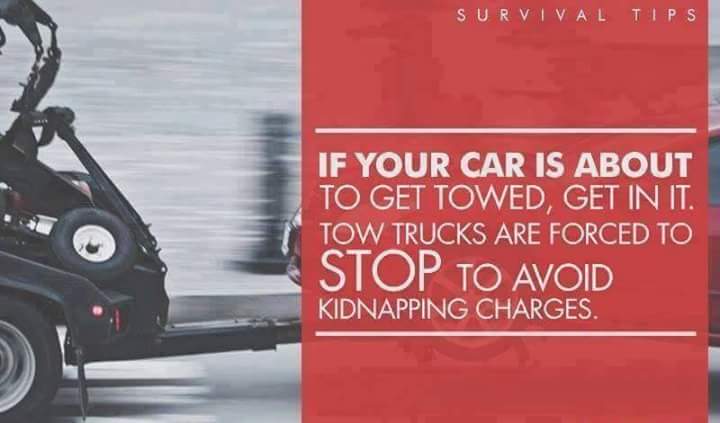 SURVIVAL TIPS
IF YOUR CAR IS ABOUT
TO GET TOWED, GET IN IT.
TOW TRUCKS ARE FORCED TO
STOP TO AVOID
KIDNAPPING CHARGES.